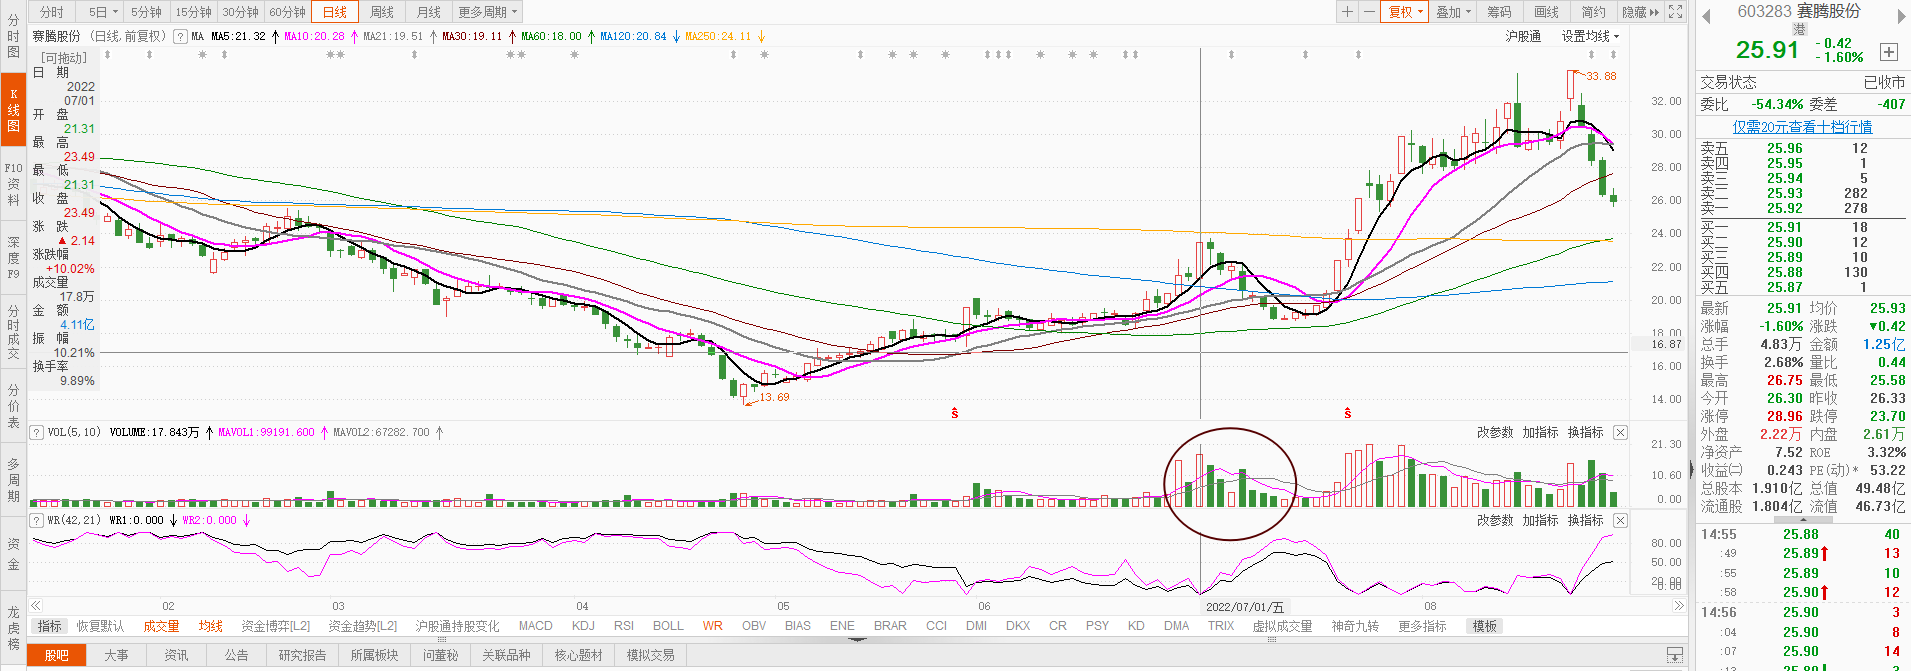 分时 5日 5分钟 15分钟 30分钟 60分钟 日线 周线 月线 更多周期
复权 叠加 筹码 画线 简约 隐藏
赛腾股份 (日线,前复权) ? MA MA5:21.32 MA10:20.28 MA21:19.51 MA30:19.11 MA60:18.00 MA120:20.84 MA250:24.11
沪股通 设置均线
分时图
K线图
F10资料
深度F9
分时成交
分价表
多周期
资金
龙虎榜
[可拖动]
日 期
2022
07/01
开 盘
21.31
最 高
23.49
最 低
21.31
收 盘
23.49
涨 跌
▲2.14
涨跌幅
+10.02%
成交量
17.8万
金 额
4.11亿
振 幅
10.21%
换手率
9.89%
33.88
13.69
Ŝ
Ŝ
32.00
30.00
28.00
26.00
24.00
22.00
20.00
18.00
16.87
16.00
14.00
? VOL(5,10) VOLUME:17.843万 MAVOL1:99191.600 MAVOL2:67282.700
改参数 加指标 换指标
21.30
10.60
0.00
? WR(42,21) WR1:0.000 WR2:0.000
改参数 加指标 换指标
80.00
50.00
20.00
02 03 04 05 06 2022/07/01/五 08
指标 恢复默认 成交量 均线 资金博弈[L2] 资金趋势[L2] 沪股通持股变化 MACD KDJ RSI BOLL WR OBV BIAS ENE BRAR CCI DMI DKX CR PSY KD DMA TRIX 虚拟成交量 神奇九转 更多指标 模板
股吧 大事 资讯 公告 研究报告 所属板块 问董秘 关联品种 核心题材 模拟交易
603283 赛腾股份
港
25.91 -0.42
-1.60%
交易状态 已收市
委比 -54.34% 委差 -407
仅需20元查看十档行情
卖五 25.96 12
卖四 25.95 1
卖三 25.94 5
卖二 25.93 282
卖一 25.92 278
买一 25.91 18
买二 25.90 12
买三 25.89 10
买四 25.88 130
买五 25.87 1
最新 25.91 均价 25.93
涨幅 -1.60% 涨跌 ▼0.42
总手 4.83万 金额 1.25亿
换手 2.68% 量比 0.44
最高 26.75 最低 25.58
今开 26.30 昨收 26.33
涨停 28.96 跌停 23.70
外盘 2.22万 内盘 2.61万
净资产 7.52 ROE 3.32%
收益㈡ 0.243 PE(动)* 53.22
总股本 1.910亿 总值 49.48亿
流通股 1.804亿 流值 46.73亿
14:55 25.88 40
:49 25.89 13
:55 25.89 10
:58 25.90 12
14:56 25.90 3
:04 25.90 8
:07 25.90 14